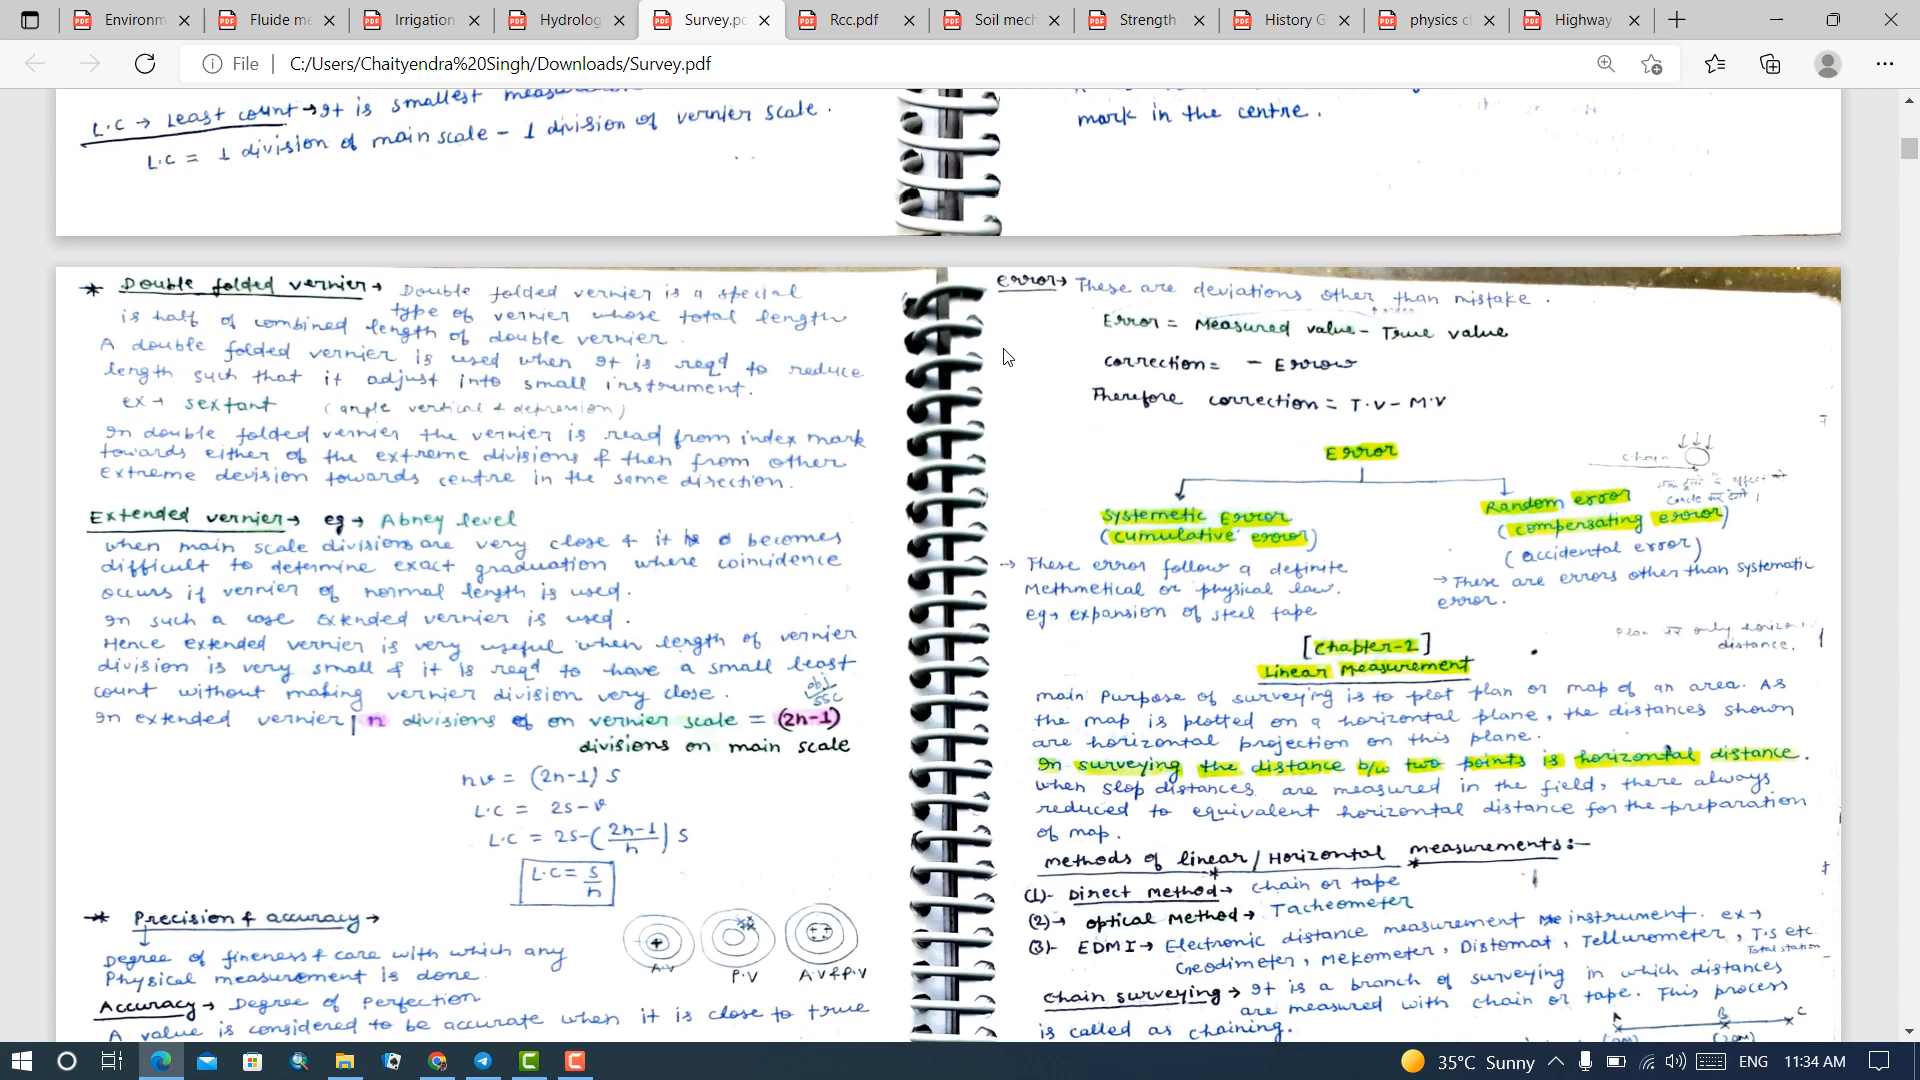 Environm
Fluide me
Irrigation
Hydrolog
Survey.pd
Rcc.pdf
Soil mech
Strength
History G
physics cl
Highway
File
C:/Users/Chaityendra%20Singh/Downloads/Survey.pdf
L.C → Least count → It is smallest
L.C = 1 division of main scale - 1 division of vernier scale.
mark in the centre.
* Double folded vernier → Double folded vernier is a special
type of vernier whose total length
is half of combined length of double vernier.
A double folded vernier is used when It is reqd to reduce
length such that it adjust into small instrument.
ex → sextant (angle vertical & depression)
In double folded vernier the vernier is read from index mark
towards either of the extreme divisions & then from other
extreme devision towards centre in the same direction.
Extended vernier → eg → Abney level
when main scale divisions are very close & it becomes
difficult to determine exact graduation where coincidence
occurs if vernier of normal length is used.
In such a case extended vernier is used.
Hence extended vernier is very useful when length of vernier
division is very small & it is reqd to have a small least
count without making vernier division very close.
obj
SSC
In extended vernier n divisions of on vernier scale = (2n-1)
divisions on main scale
nv = (2n-1) s
L.C = 2s-v
L.C = 2s-(2n-1/n) s
L.C = s/n
* Precision & accuracy →
Degree of fineness & care with which any
Physical measurement is done.
A.V
P.V
A.V & P.V
Accuracy → Degree of Perfection
A value is considered to be accurate when it is close to true
error → These are deviations other than mistake.
Error = Measured value - True value
correction = - Error
Therefore correction = T.V - M.V
Error
chain
Systemetic Error
(cumulative error)
Random error
(compensating error)
(accidental error)
→ These error follow a definite
Methmetical or physical law.
eg → expansion of steel tape
→ These are errors other than systematic
error.
[Chapter-2]
Linear Measurement
distance.
main Purpose of surveying is to plot plan or map of an area. As
the map is plotted on a horizontal plane, the distances shown
are horizontal projection on this plane.
In surveying the distance b/w two points is horizontal distance.
when slop distances are measured in the field, there always
reduced to equivalent horizontal distance for the preparation
of map.
methods of linear/Horizontal measurements:-
(1)- Direct Method → chain or tape
(2)→ optical Method → Tacheometer
(3)- EDMI → Electronic distance measurement instrument. ex →
Geodimeter, Mekometer, Distomat, Tellurometer, T.S etc.
Total station
chain surveying → It is a branch of surveying in which distances
are measured with chain or tape. This process
is called as chaining.
A B C
35°C Sunny
ENG
11:34 AM